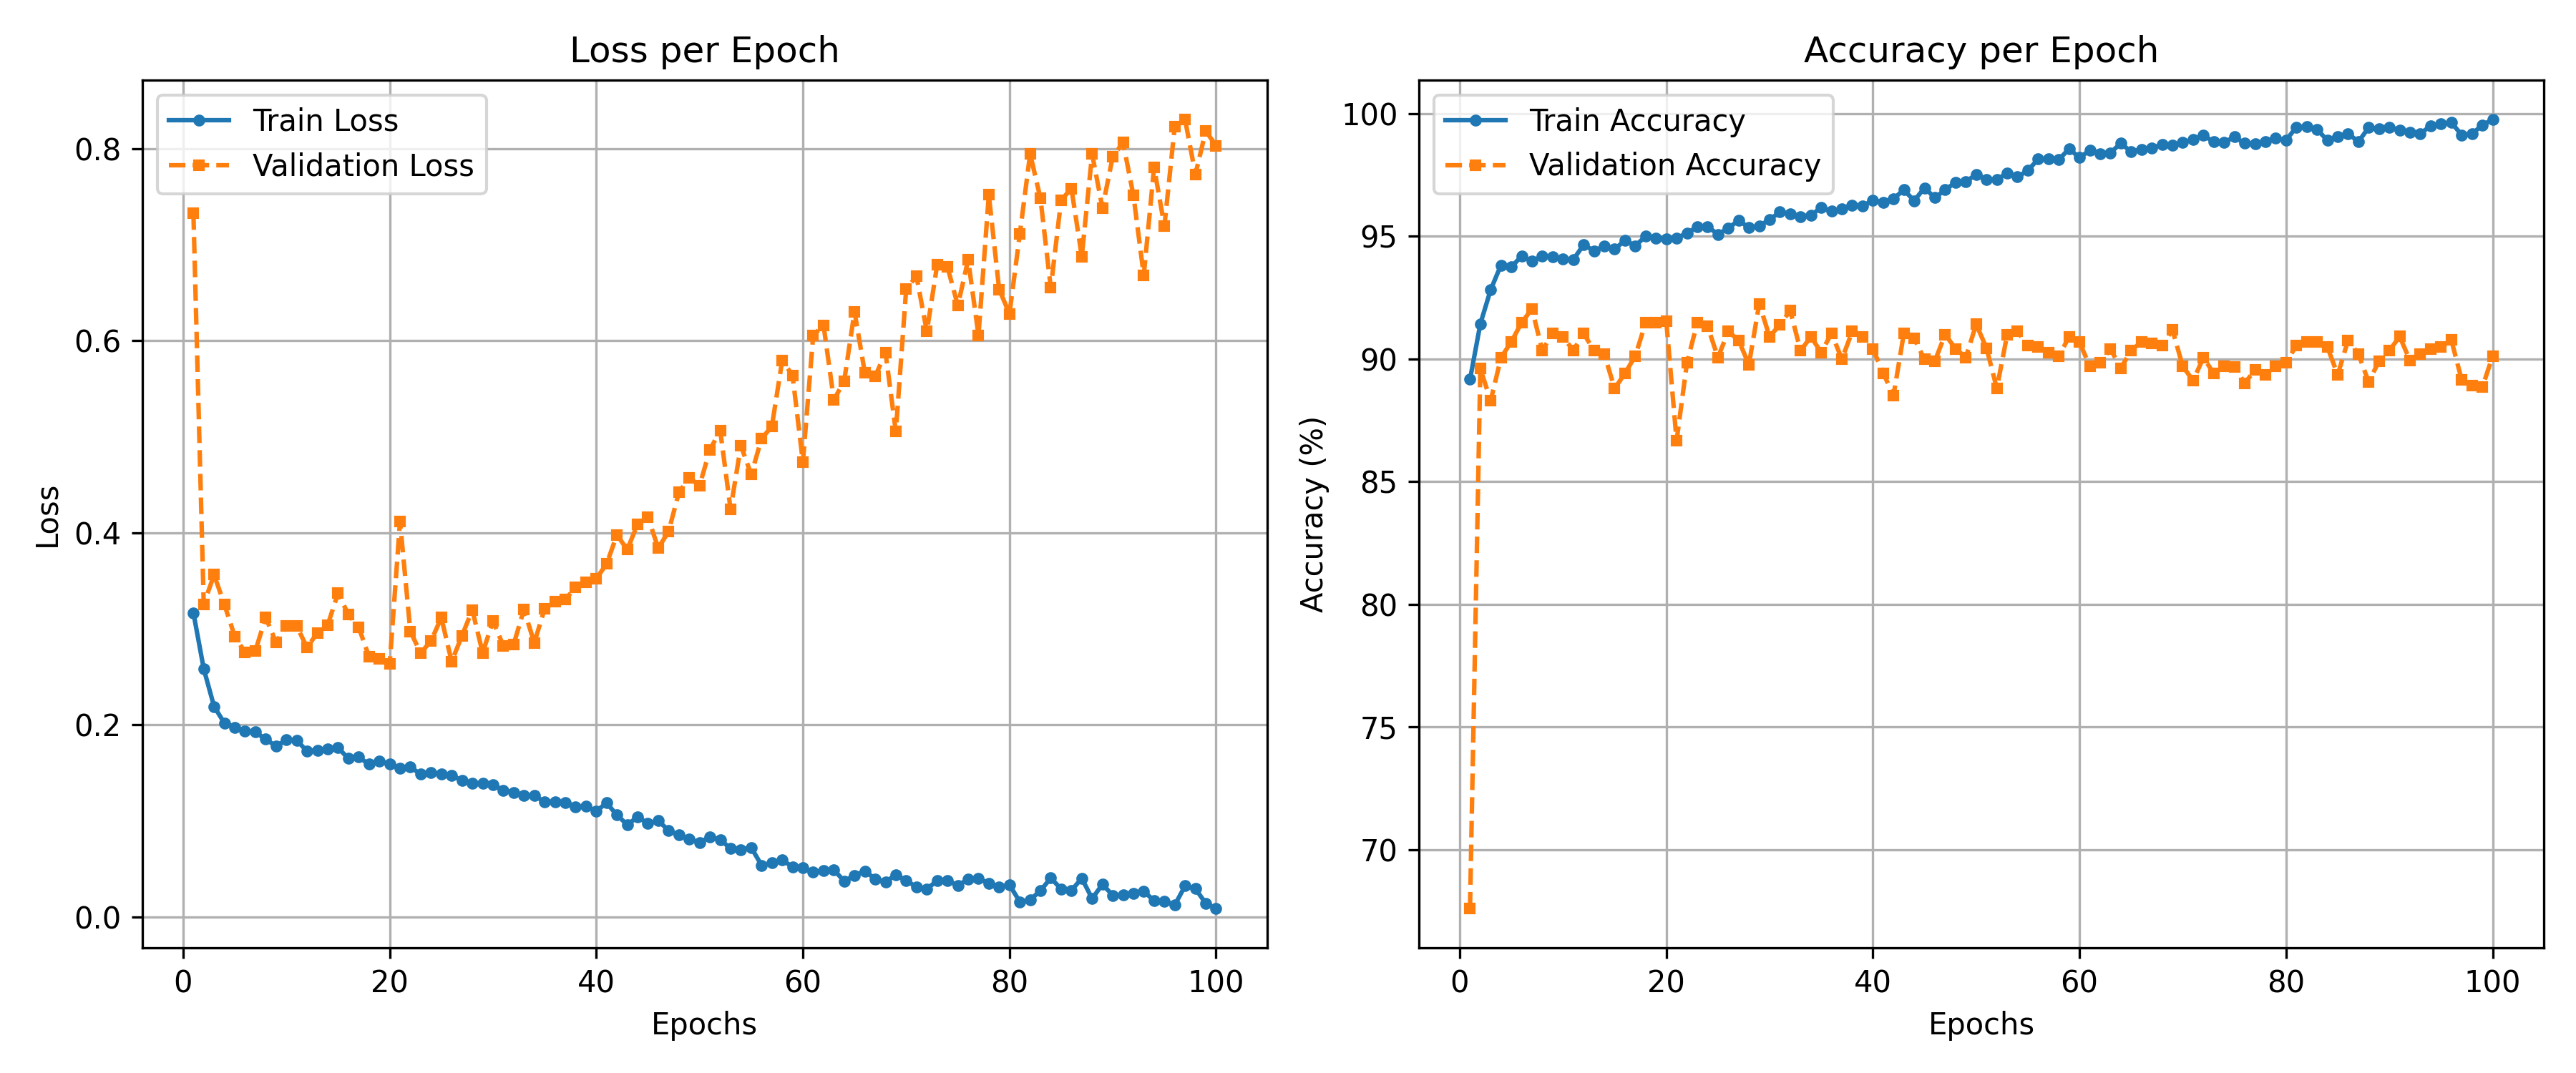 Loss per Epoch
Train Loss
Validation Loss
Loss
0.8
0.6
0.4
0.2
0.0
0 20 40 60 80 100
Epochs
Accuracy per Epoch
Train Accuracy
Validation Accuracy
Accuracy (%)
100
95
90
85
80
75
70
0 20 40 60 80 100
Epochs